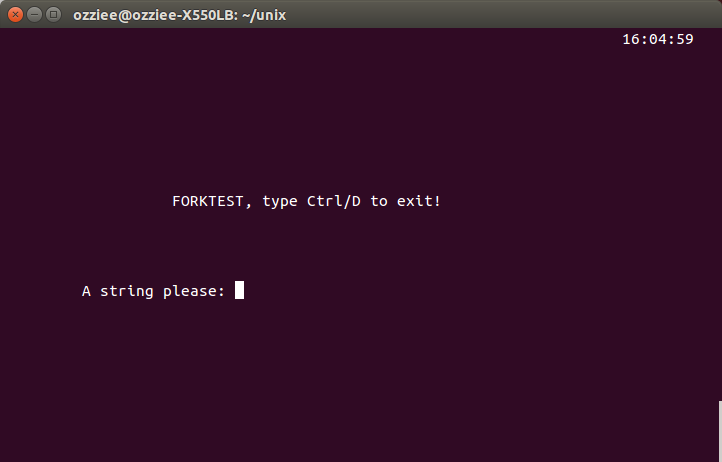 ozziee@ozziee-X550LB: ~/unix
16:04:59
FORKTEST, type Ctrl/D to exit!
A string please: